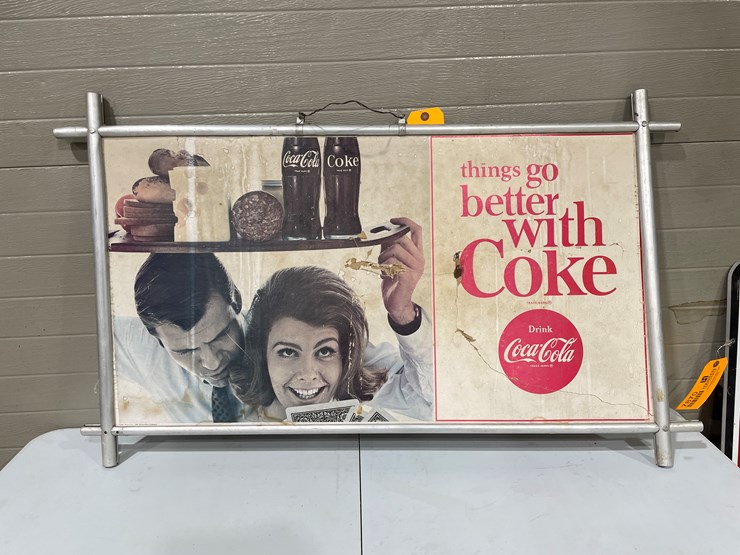 Coca-Cola
Coke
things go
better
with
Coke
Drink
Coca-Cola